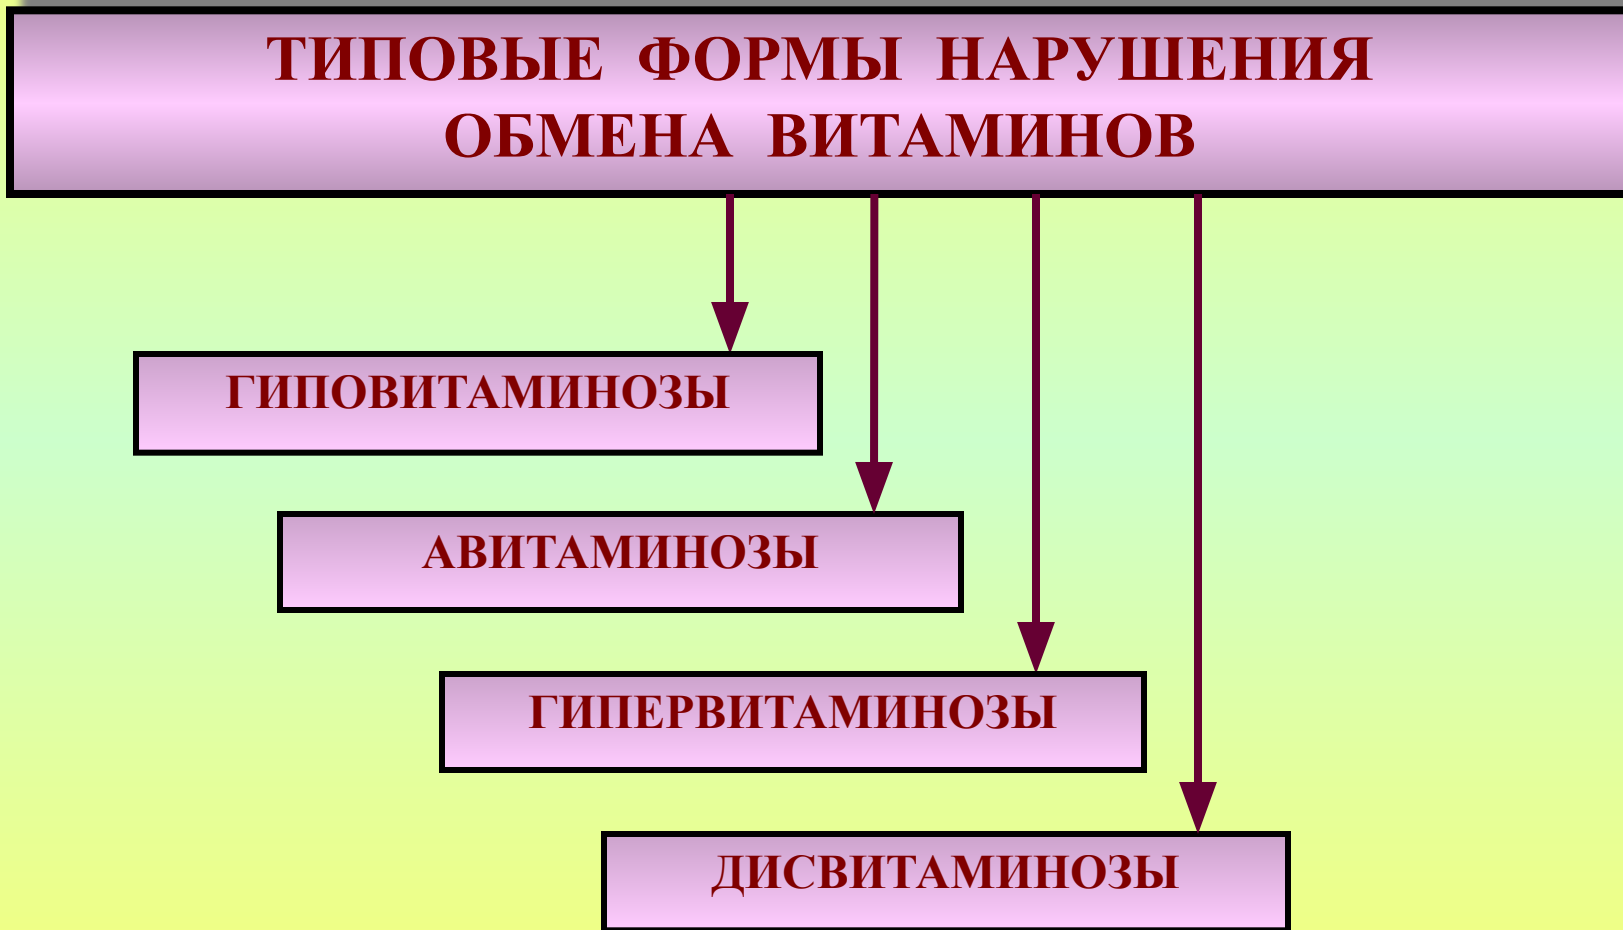 ТИПОВЫЕ ФОРМЫ НАРУШЕНИЯ
ОБМЕНА ВИТАМИНОВ
ГИПОВИТАМИНОЗЫ
АВИТАМИНОЗЫ
ГИПЕРВИТАМИНОЗЫ
ДИСВИТАМИНОЗЫ